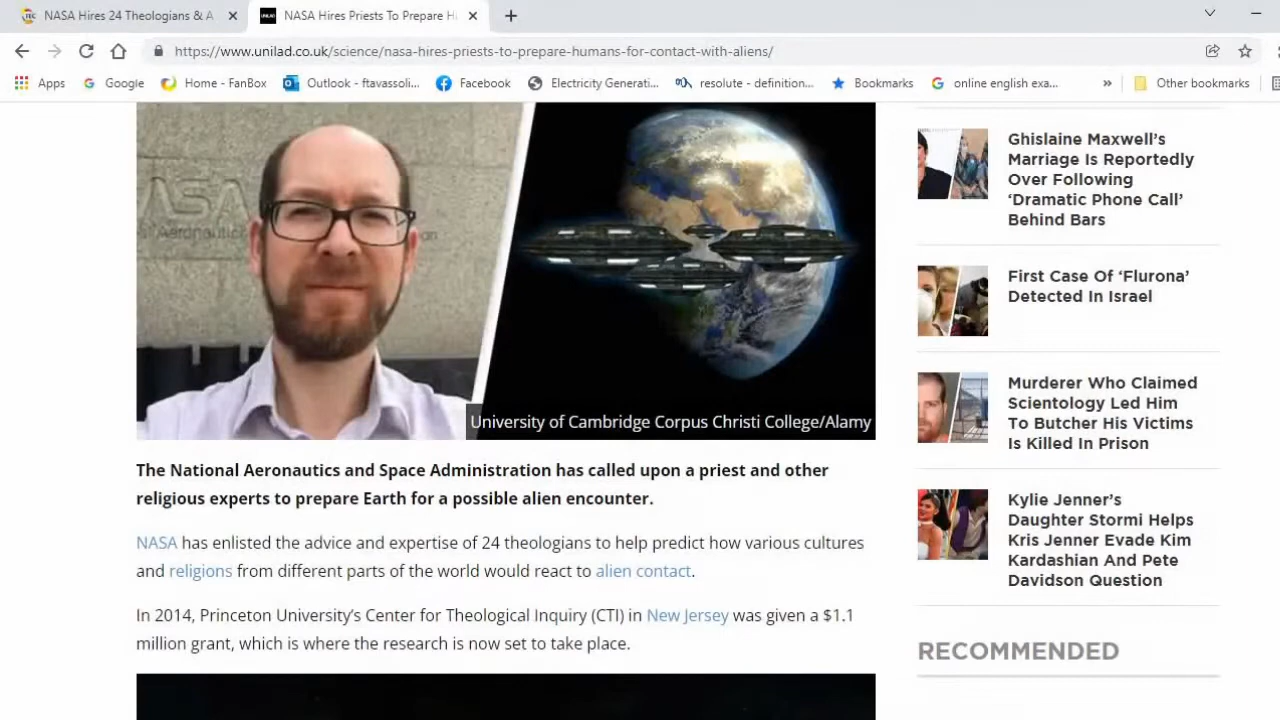 NASA Hires 24 Theologians & A
NASA Hires Priests To Prepare H
https://www.unilad.co.uk/science/nasa-hires-priests-to-prepare-humans-for-contact-with-aliens/
Apps Google Home - FanBox Outlook - ftavassoli... Facebook Electricity Generati... resolute - definition... Bookmarks online english exa... » Other bookmarks
University of Cambridge Corpus Christi College/Alamy
The National Aeronautics and Space Administration has called upon a priest and other
religious experts to prepare Earth for a possible alien encounter.
NASA has enlisted the advice and expertise of 24 theologians to help predict how various cultures
and religions from different parts of the world would react to alien contact.
In 2014, Princeton University’s Center for Theological Inquiry (CTI) in New Jersey was given a $1.1
million grant, which is where the research is now set to take place.
Ghislaine Maxwell’s
Marriage Is Reportedly
Over Following
‘Dramatic Phone Call’
Behind Bars
First Case Of ‘Flurona’
Detected In Israel
Murderer Who Claimed
Scientology Led Him
To Butcher His Victims
Is Killed In Prison
Kylie Jenner’s
Daughter Stormi Helps
Kris Jenner Evade Kim
Kardashian And Pete
Davidson Question
RECOMMENDED